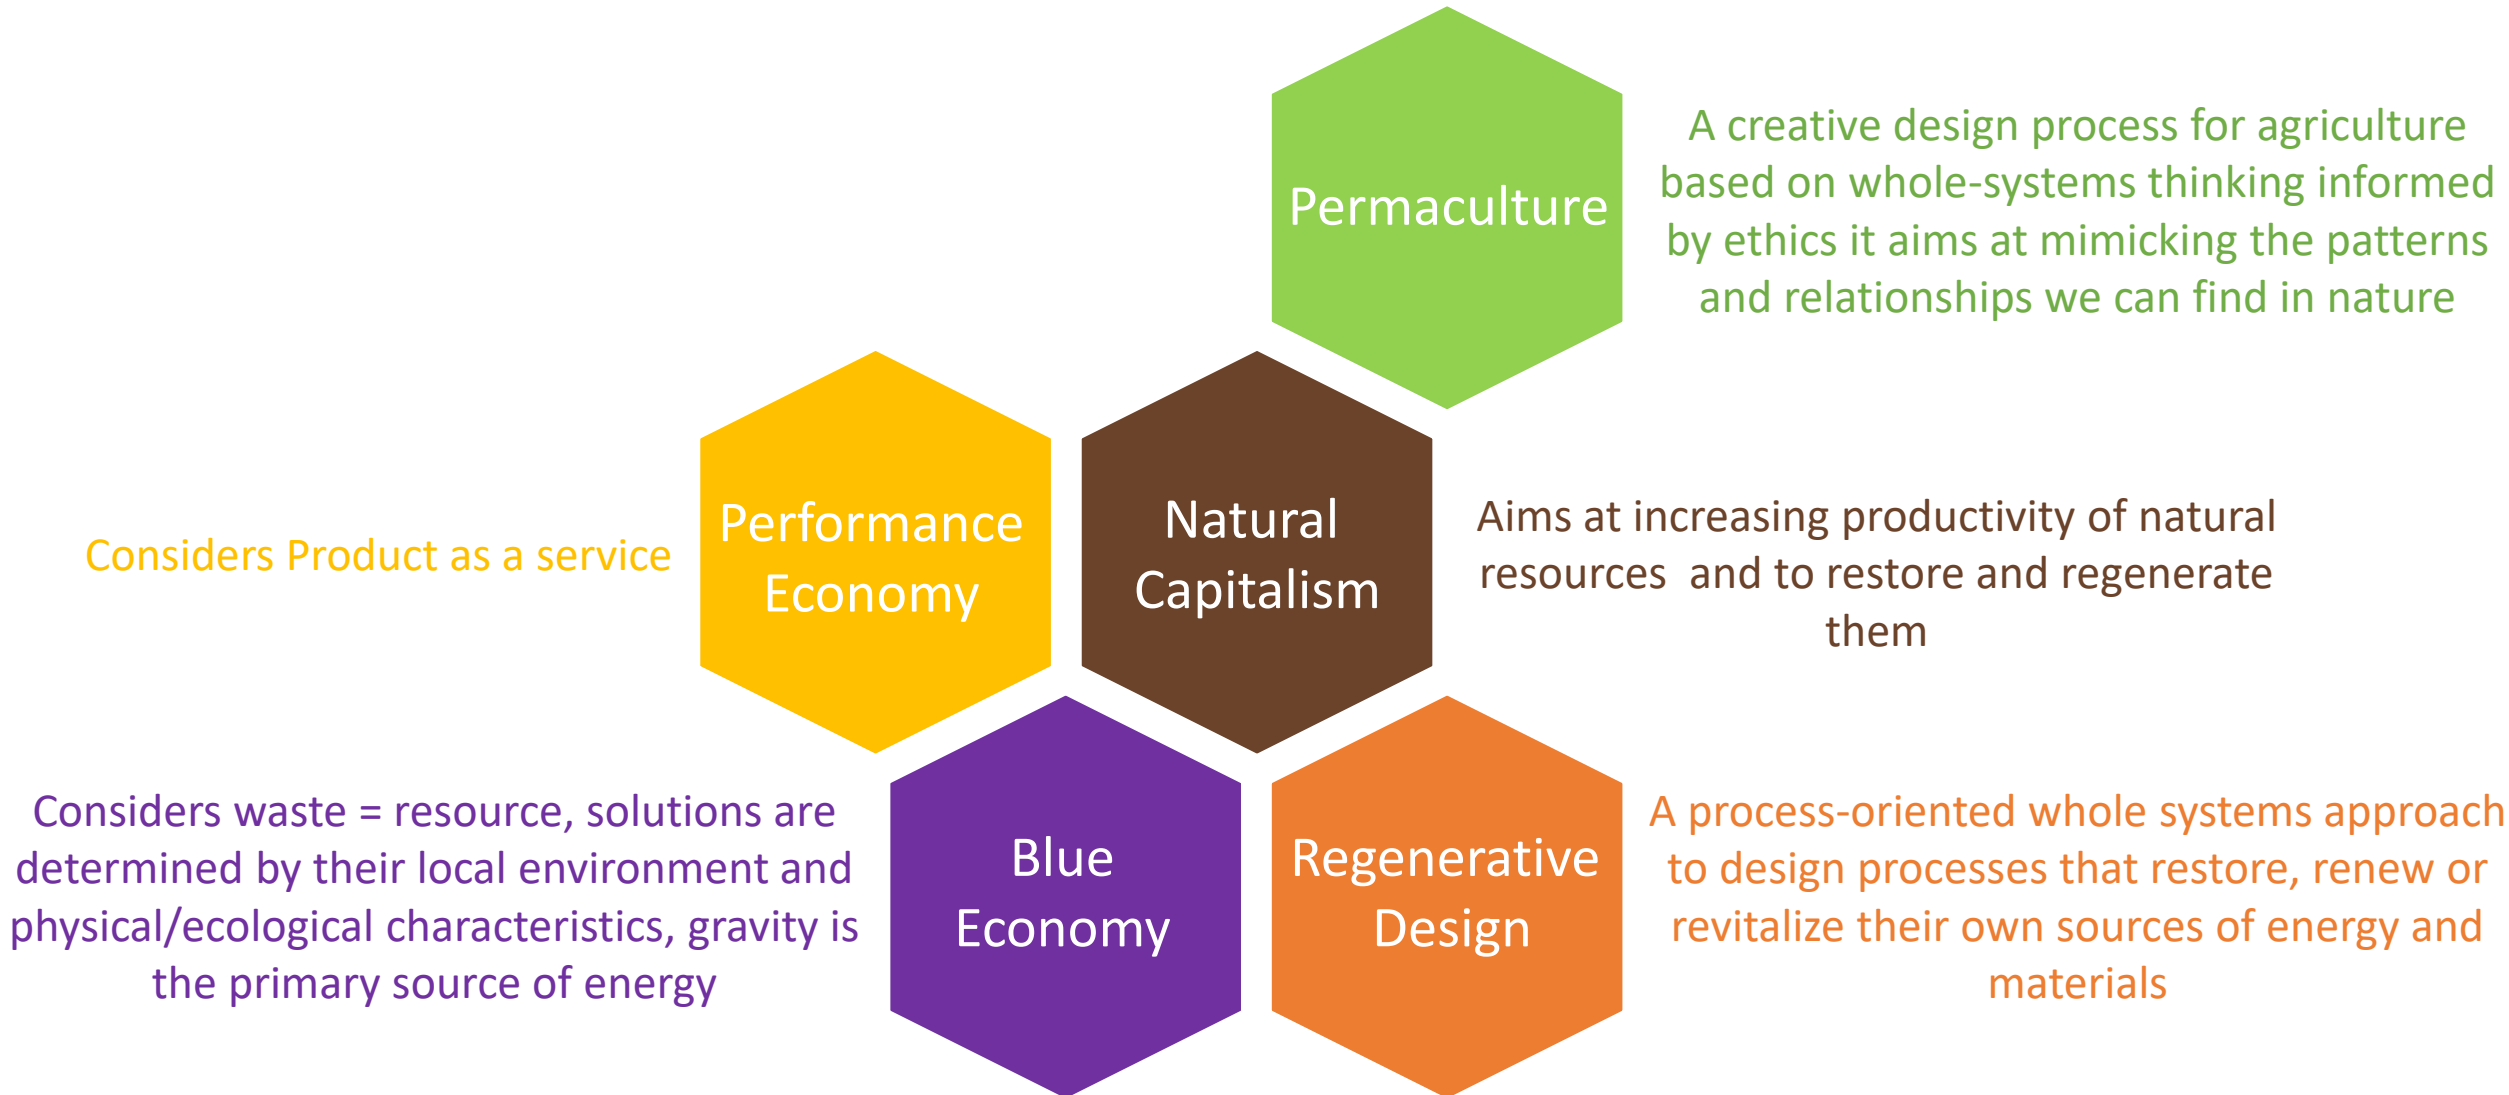 Permaculture
A creative design process for agriculture
based on whole-systems thinking informed
by ethics it aims at mimicking the patterns
and relationships we can find in nature
Considers Product as a service
Performance
Economy
Natural
Capitalism
Aims at increasing productivity of natural
resources  and to restore and regenerate
them
Considers waste = resource, solutions are
determined by their local environment and
physical/ecological characteristics, gravity is
the primary source of energy
Blue
Economy
Regenerative
Design
A process-oriented whole systems approach
to design processes that restore, renew or
revitalize their own sources of energy and
materials